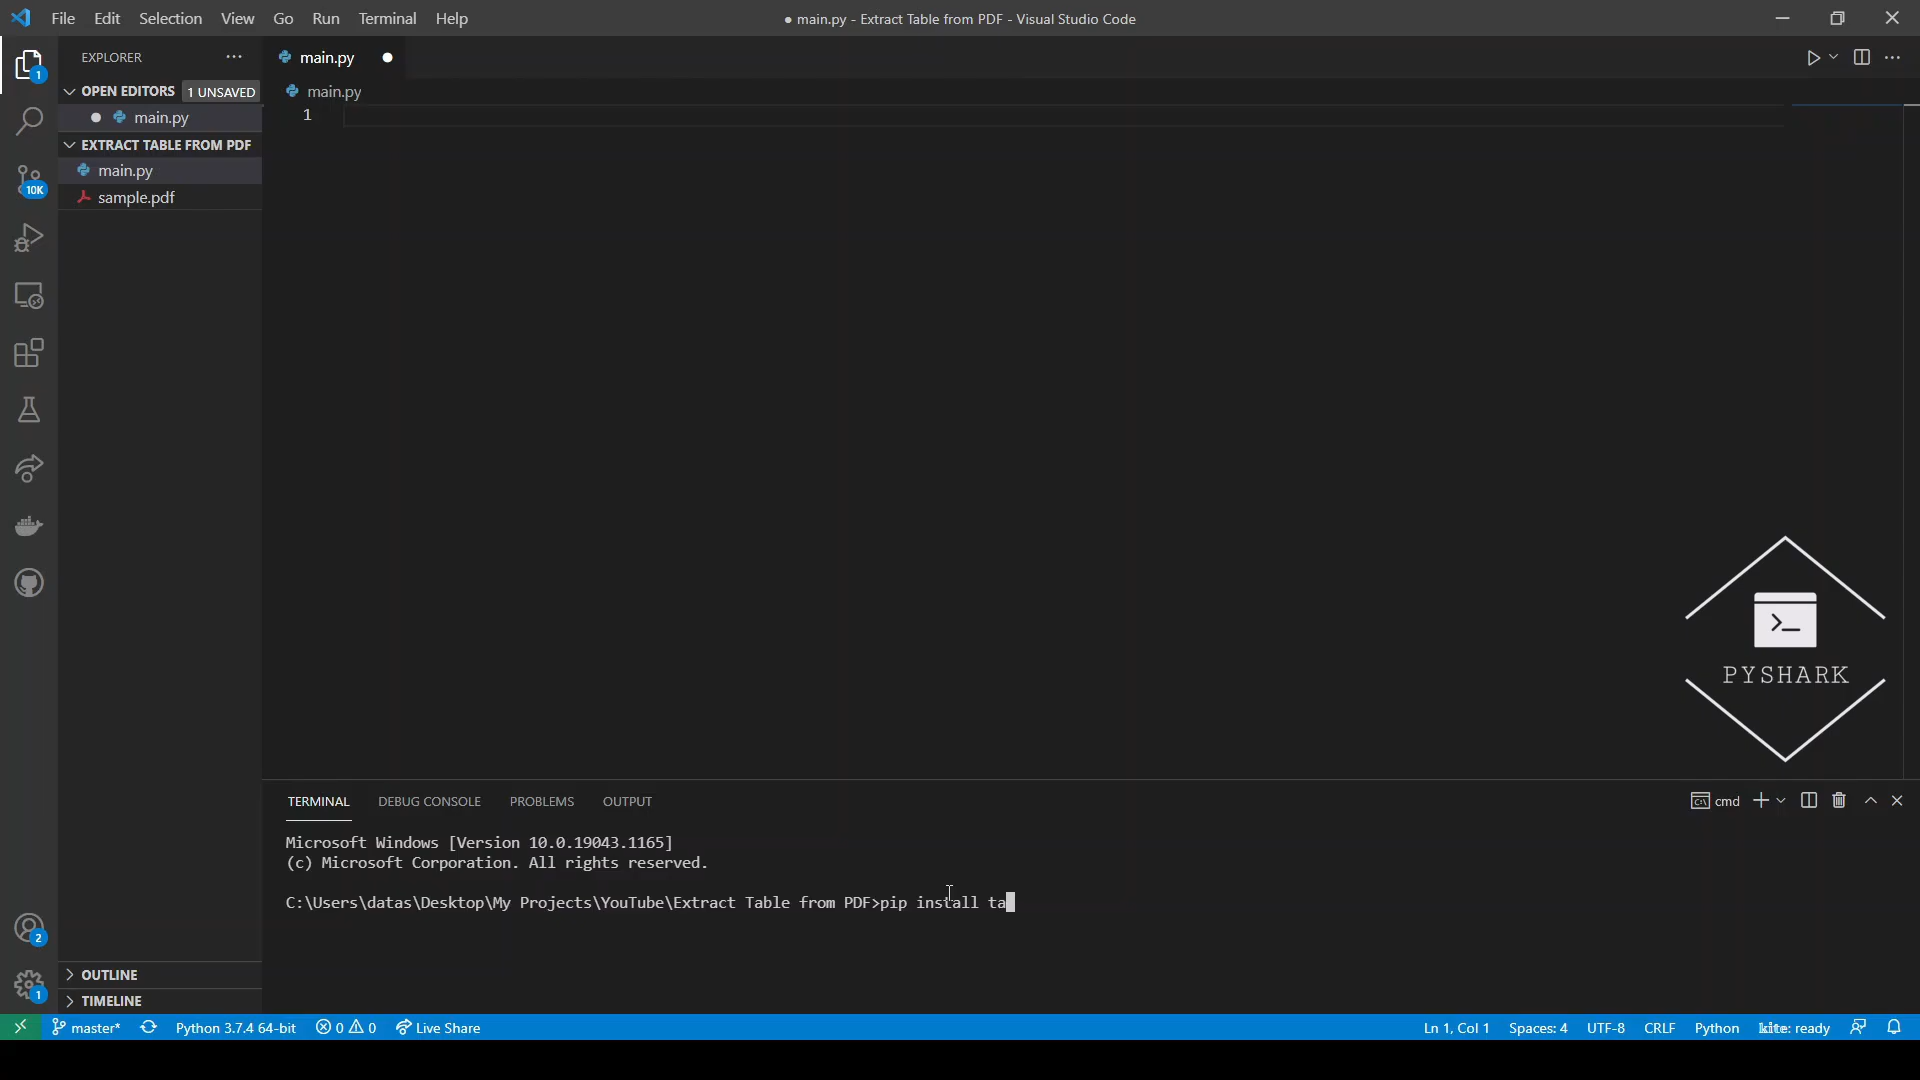 File Edit Selection View Go Run Terminal Help
● main.py - Extract Table from PDF - Visual Studio Code
EXPLORER
main.py
OPEN EDITORS 1 UNSAVED
main.py
main.py
1
EXTRACT TABLE FROM PDF
main.py
sample.pdf
1
10K
PYSHARK
TERMINAL DEBUG CONSOLE PROBLEMS OUTPUT
cmd
Microsoft Windows [Version 10.0.19043.1165]
(c) Microsoft Corporation. All rights reserved.
C:\Users\datas\Desktop\My Projects\YouTube\Extract Table from PDF>pip install ta
2
OUTLINE
1
TIMELINE
master* Python 3.7.4 64-bit 0 0 Live Share
Ln 1, Col 1 Spaces: 4 UTF-8 CRLF Python kite: ready